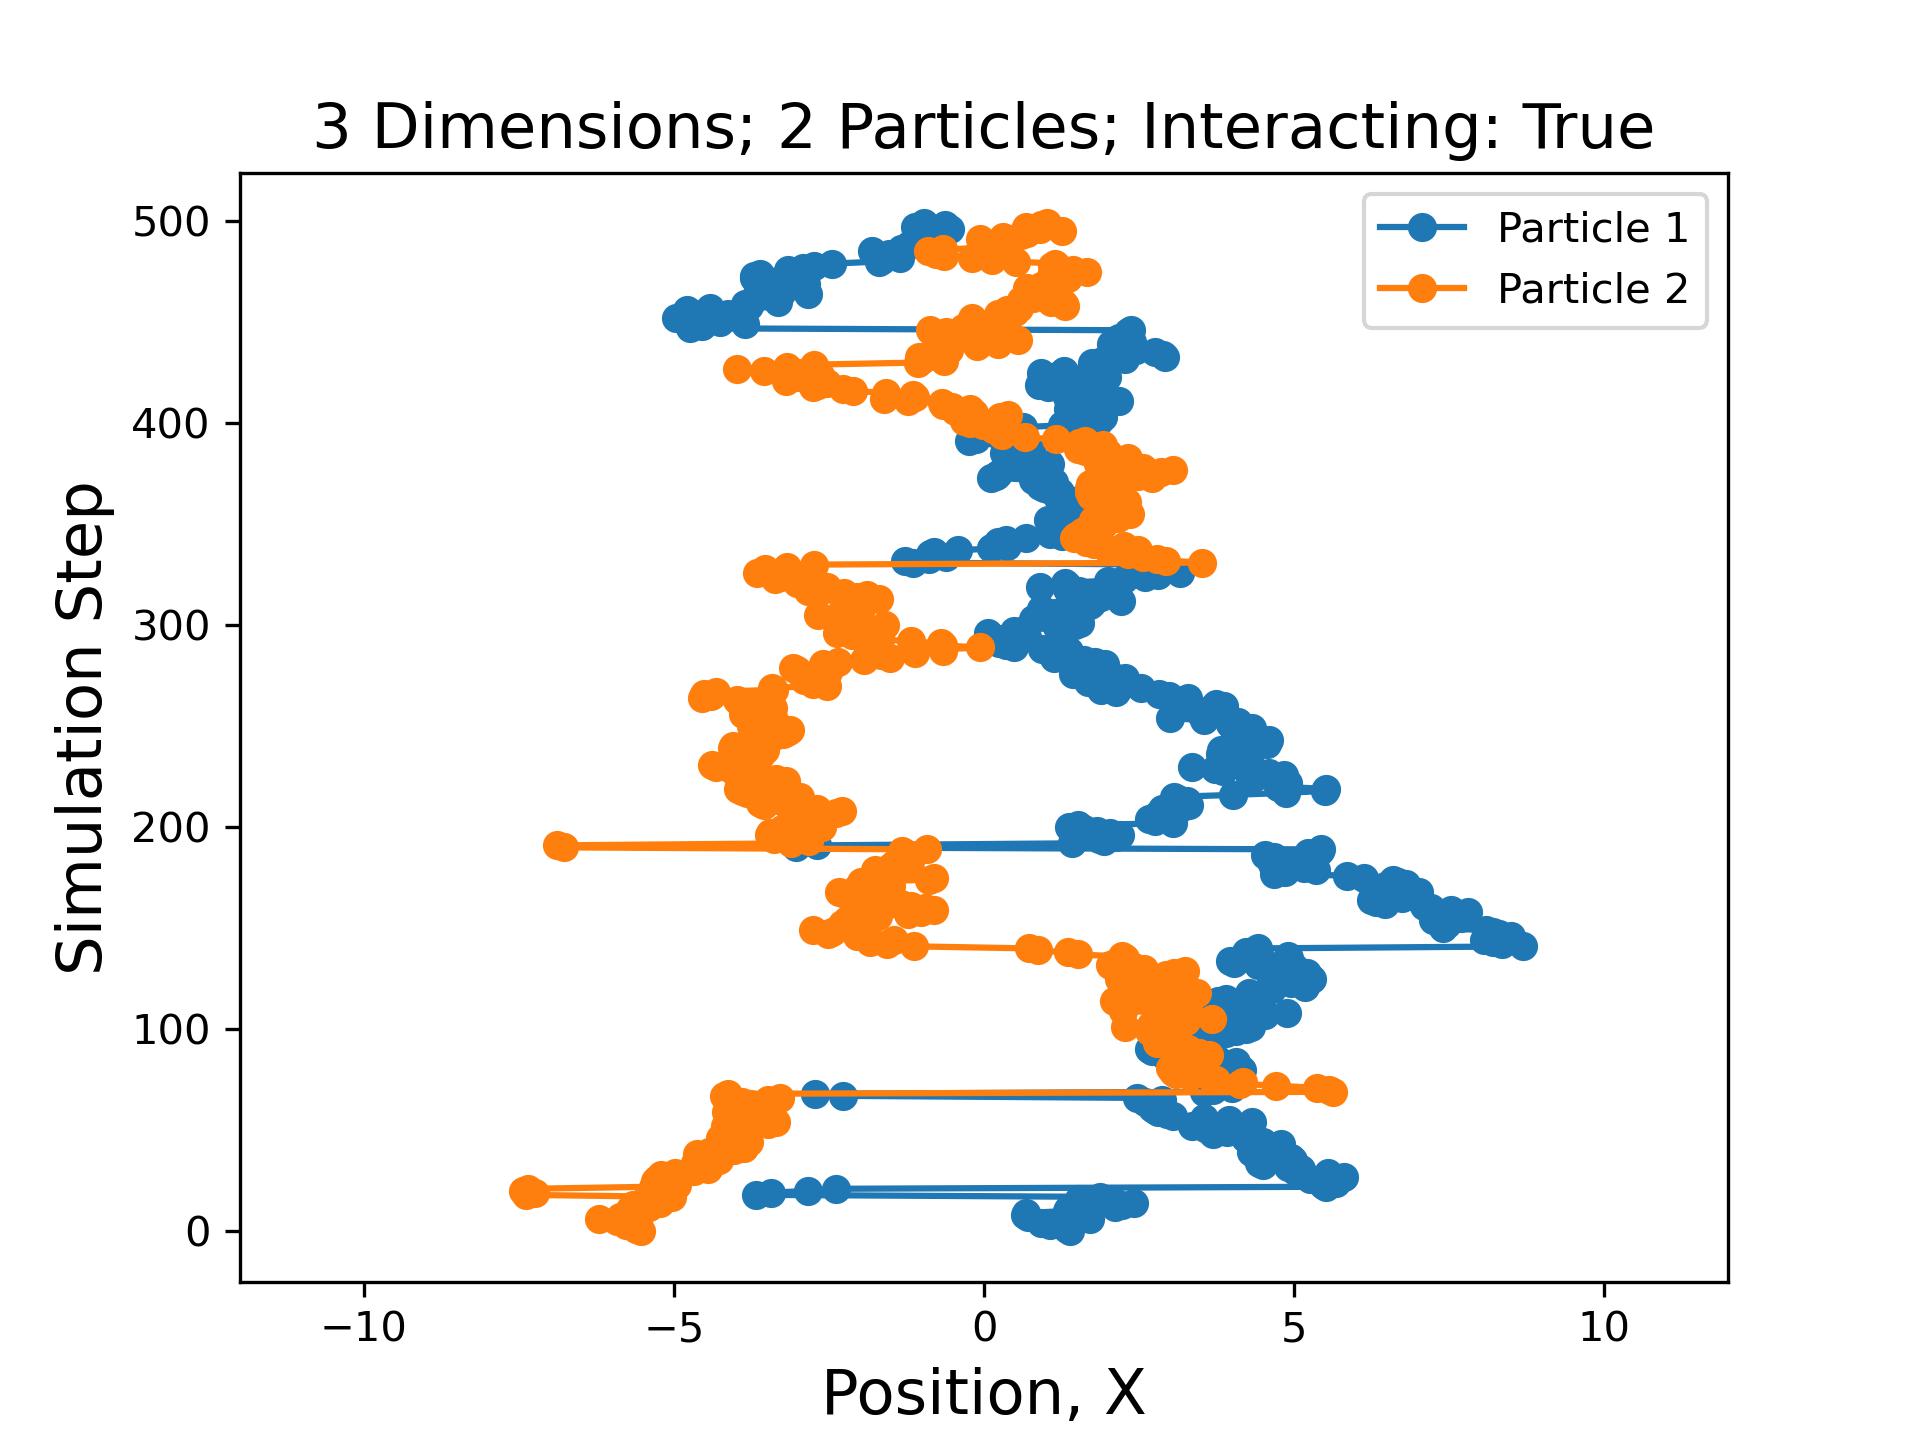 3 Dimensions; 2 Particles; Interacting: True
Particle 1
Particle 2
Simulation Step
500
400
300
200
100
0
−10
−5
0
5
10
Position, X